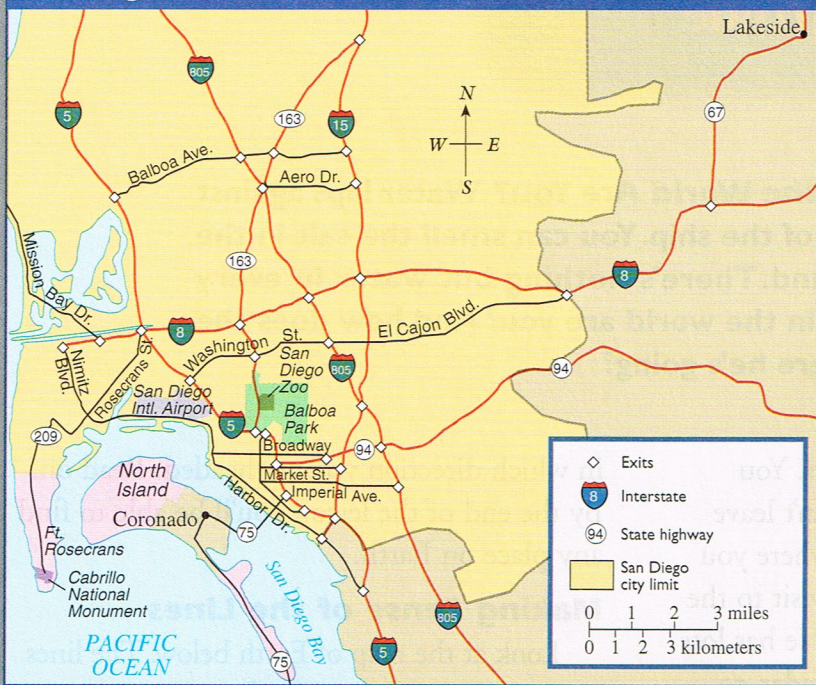 Lakeside
805
5
163
15
67
N
W E
S
Balboa Ave.
Aero Dr.
163
8
Mission Bay Dr.
8
Washington St.
El Cajon Blvd.
San
Diego
Zoo
805
94
Nimitz
Blvd.
Rosecrans St.
San Diego
Intl. Airport
5
Balboa
Park
209
Broadway
94
Market St.
Imperial Ave.
North
Island
Harbor Dr.
Coronado
75
Ft.
Rosecrans
Cabrillo
National
Monument
San Diego Bay
PACIFIC
OCEAN
75
5
805
Exits
8 Interstate
94 State highway
San Diego
city limit
0 1 2 3 miles
0 1 2 3 kilometers